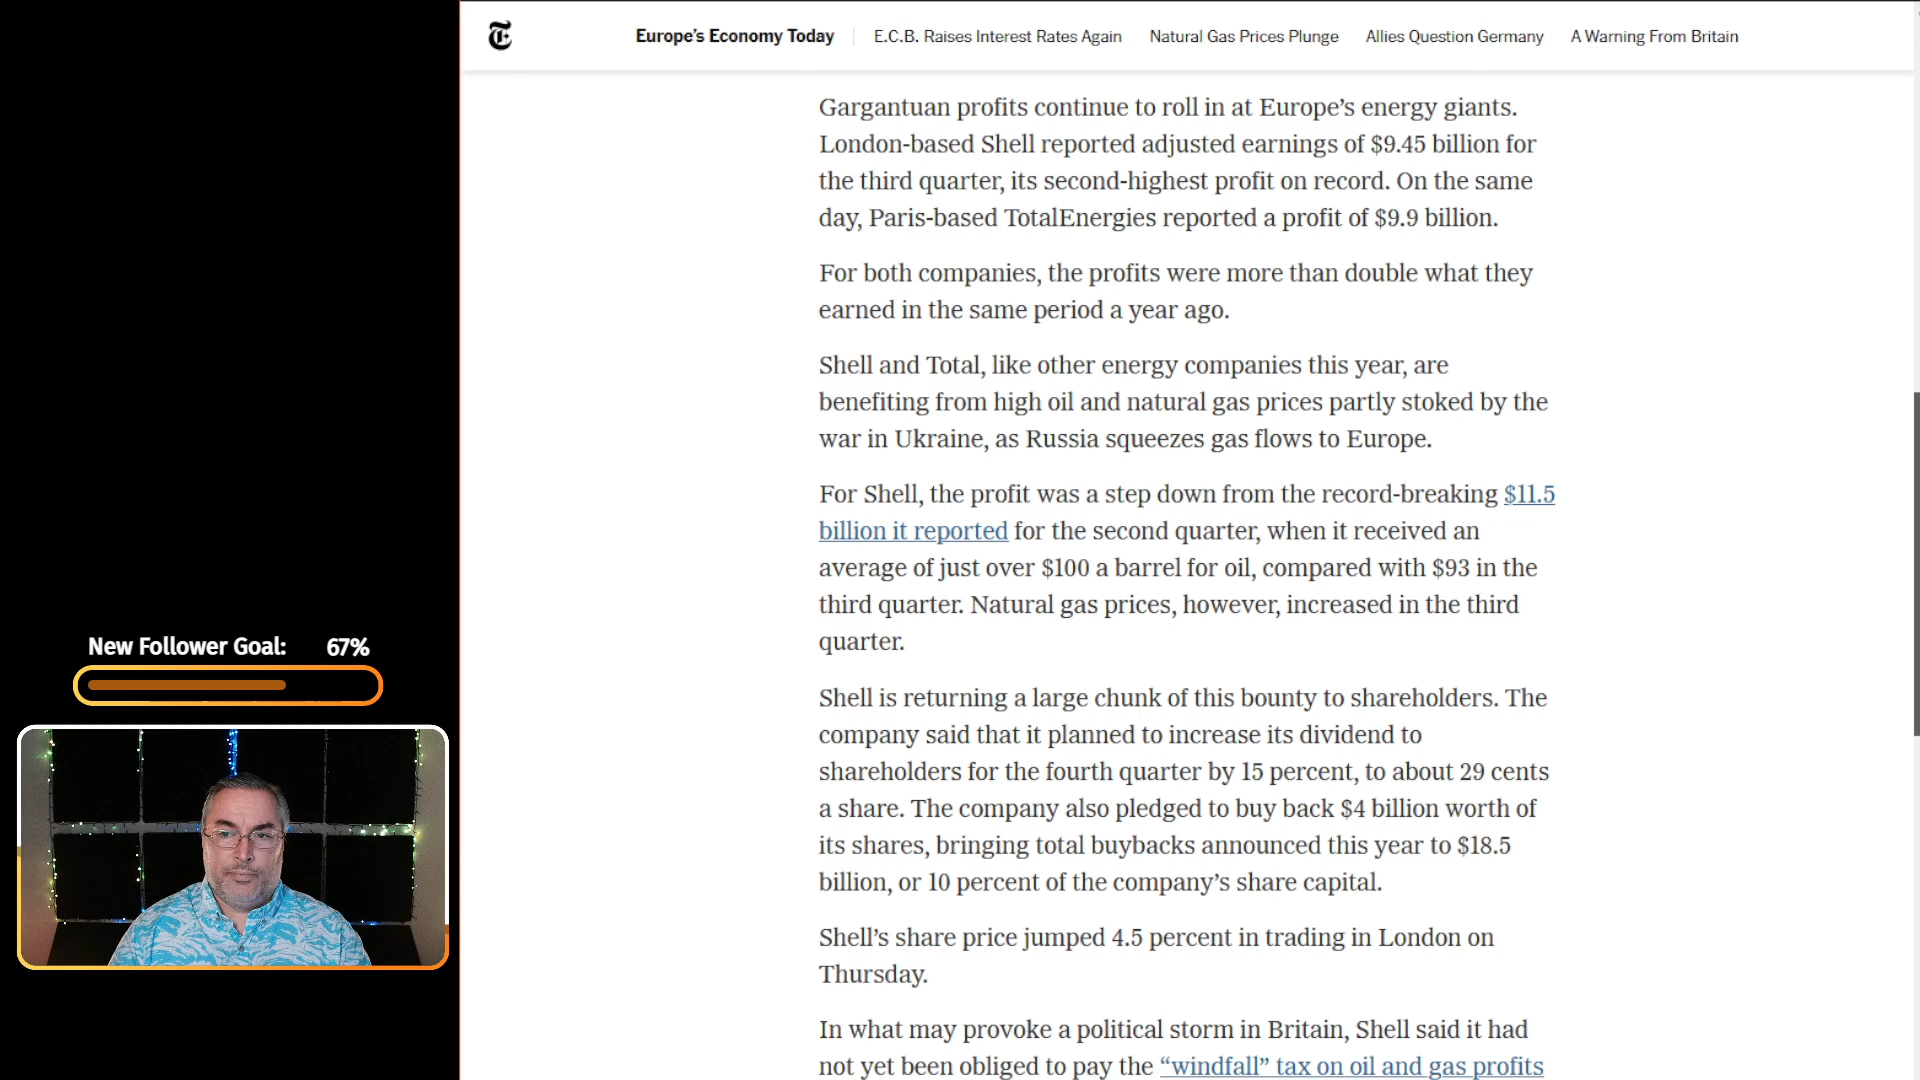 Europe’s Economy Today
E.C.B. Raises Interest Rates Again
Natural Gas Prices Plunge
Allies Question Germany
A Warning From Britain
Gargantuan profits continue to roll in at Europe’s energy giants.
London-based Shell reported adjusted earnings of $9.45 billion for
the third quarter, its second-highest profit on record. On the same
day, Paris-based TotalEnergies reported a profit of $9.9 billion.
For both companies, the profits were more than double what they
earned in the same period a year ago.
Shell and Total, like other energy companies this year, are
benefiting from high oil and natural gas prices partly stoked by the
war in Ukraine, as Russia squeezes gas flows to Europe.
For Shell, the profit was a step down from the record-breaking $11.5
billion it reported for the second quarter, when it received an
average of just over $100 a barrel for oil, compared with $93 in the
third quarter. Natural gas prices, however, increased in the third
quarter.
Shell is returning a large chunk of this bounty to shareholders. The
company said that it planned to increase its dividend to
shareholders for the fourth quarter by 15 percent, to about 29 cents
a share. The company also pledged to buy back $4 billion worth of
its shares, bringing total buybacks announced this year to $18.5
billion, or 10 percent of the company’s share capital.
Shell’s share price jumped 4.5 percent in trading in London on
Thursday.
In what may provoke a political storm in Britain, Shell said it had
not yet been obliged to pay the “windfall” tax on oil and gas profits
New Follower Goal: 67%